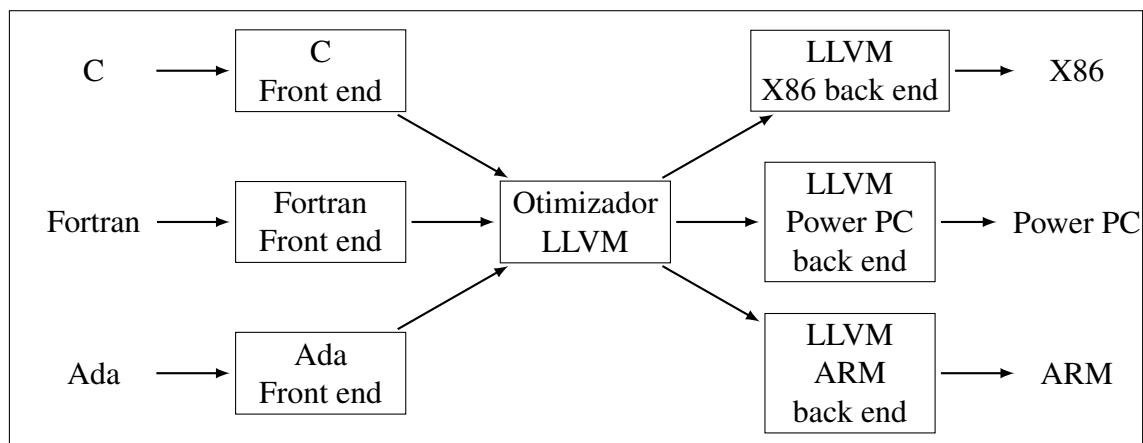 C
C
Front end
LLVM
X86 back end
X86
Fortran
Fortran
Front end
Otimizador
LLVM
LLVM
Power PC
back end
Power PC
Ada
Ada
Front end
LLVM
ARM
back end
ARM